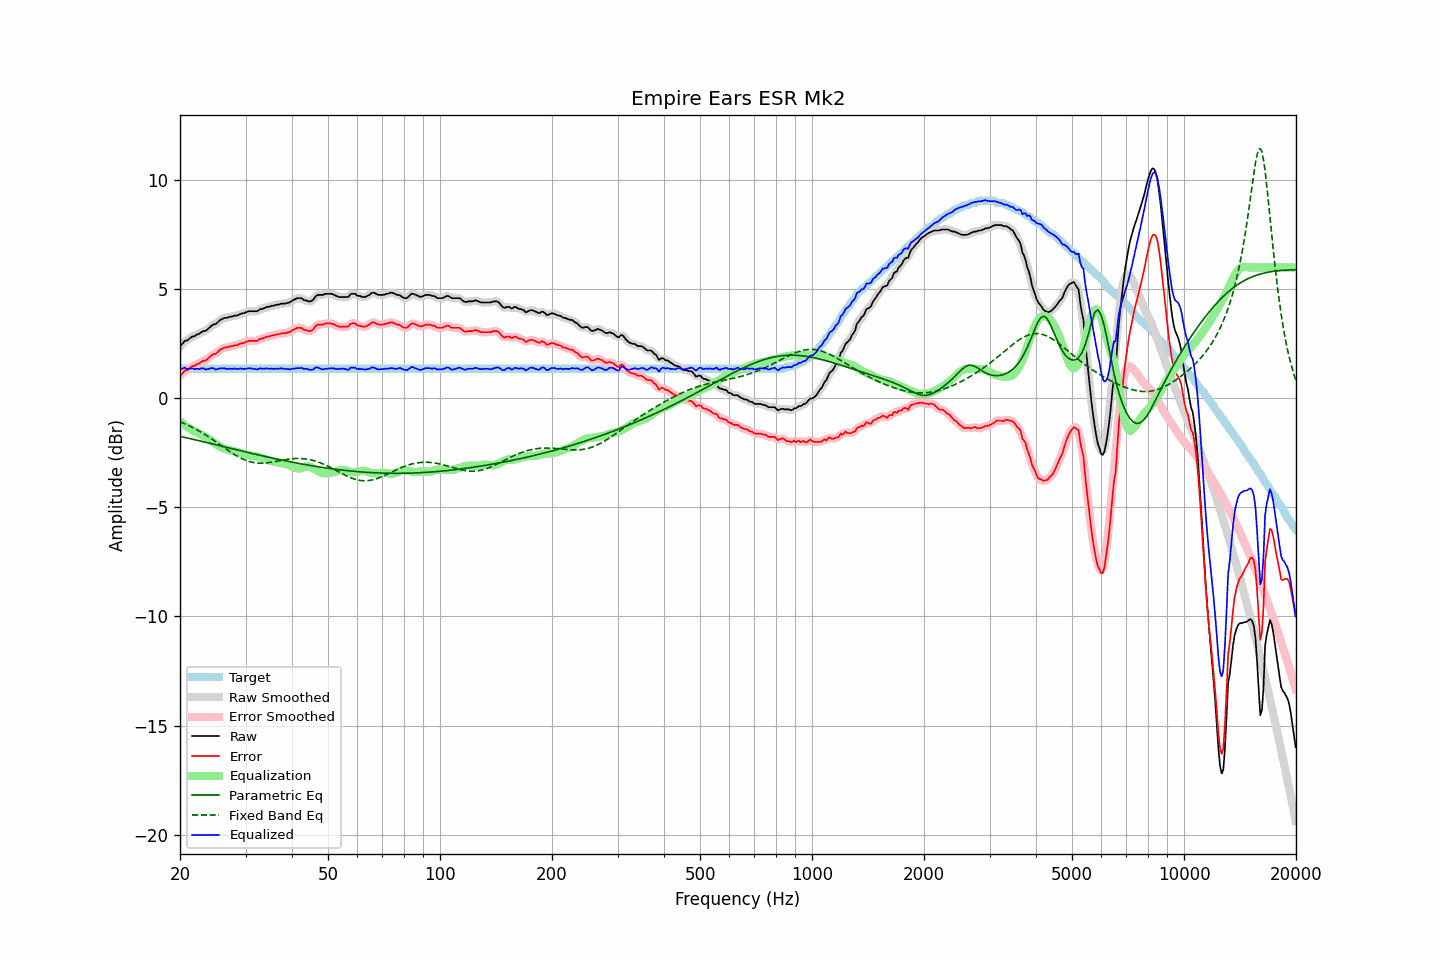 Empire Ears ESR Mk2
Amplitude (dBr)
10
5
0
−5
−10
−15
−20
Target
Raw Smoothed
Error Smoothed
Raw
Error
Equalization
Parametric Eq
Fixed Band Eq
Equalized
20 50 100 200 500 1000 2000 5000 10000 20000
Frequency (Hz)